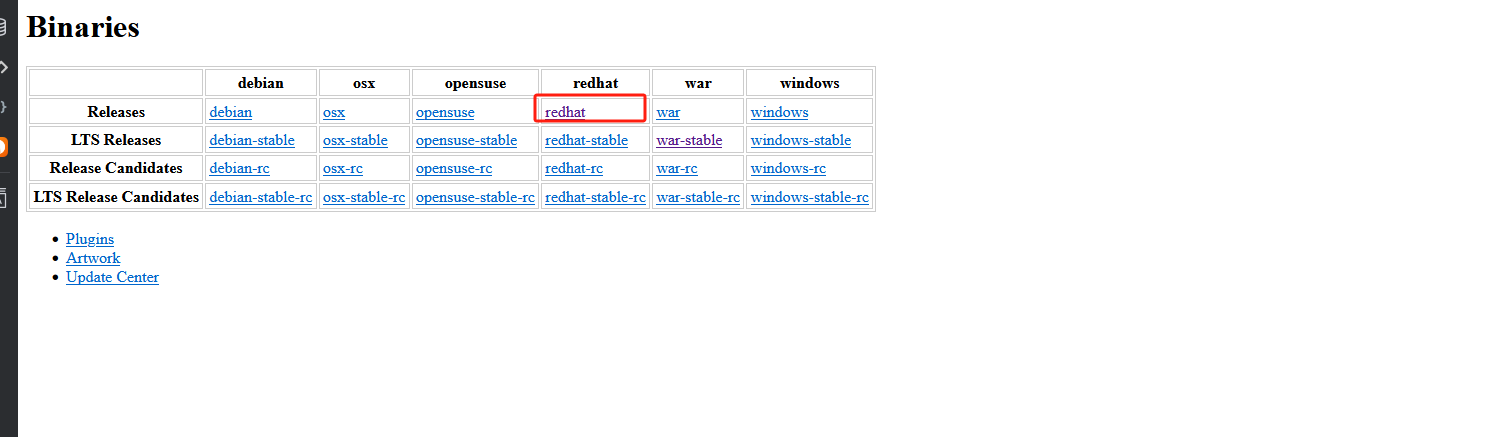 Binaries
debian osx opensuse redhat war windows
Releases debian osx opensuse redhat war windows
LTS Releases debian-stable osx-stable opensuse-stable redhat-stable war-stable windows-stable
Release Candidates debian-rc osx-rc opensuse-rc redhat-rc war-rc windows-rc
LTS Release Candidates debian-stable-rc osx-stable-rc opensuse-stable-rc redhat-stable-rc war-stable-rc windows-stable-rc
Plugins
Artwork
Update Center